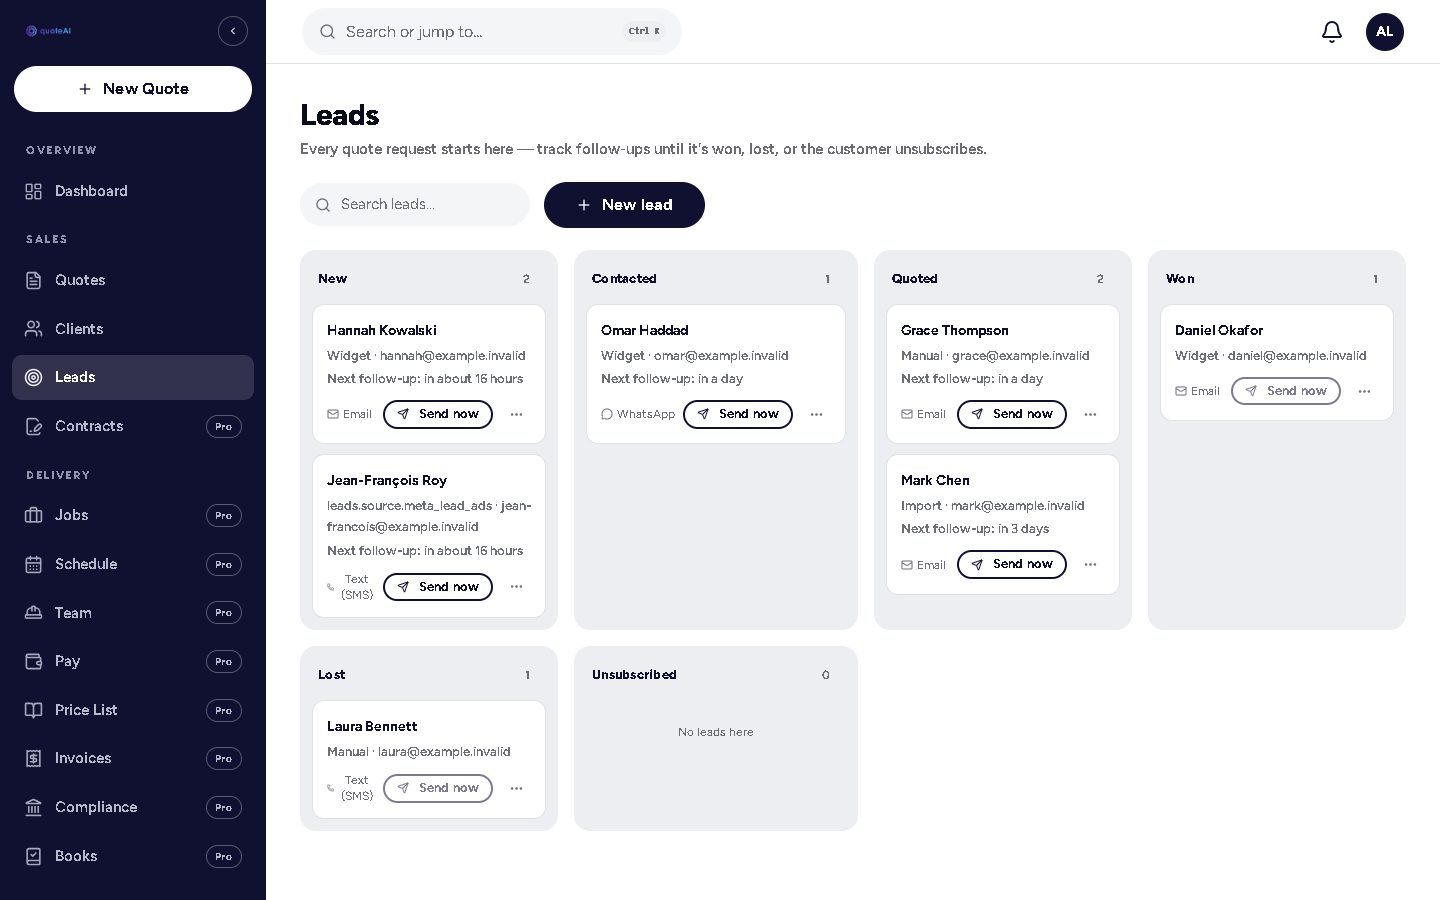 quoteAI
New Quote
OVERVIEW
Dashboard
SALES
Quotes
Clients
Leads
Contracts Pro
DELIVERY
Jobs Pro
Schedule Pro
Team Pro
Pay Pro
Price List Pro
Invoices Pro
Compliance Pro
Books Pro
Search or jump to... Ctrl K
AL
Leads
Every quote request starts here — track follow-ups until it's won, lost, or the customer unsubscribes.
Search leads...
New lead
New 2
Hannah Kowalski
Widget · hannah@example.invalid
Next follow-up: in about 16 hours
Email Send now
Jean-François Roy
leads.source.meta_lead_ads · jean-
francois@example.invalid
Next follow-up: in about 16 hours
Text
(SMS) Send now
Contacted 1
Omar Haddad
Widget · omar@example.invalid
Next follow-up: in a day
WhatsApp Send now
Quoted 2
Grace Thompson
Manual · grace@example.invalid
Next follow-up: in a day
Email Send now
Mark Chen
Import · mark@example.invalid
Next follow-up: in 3 days
Email Send now
Won 1
Daniel Okafor
Widget · daniel@example.invalid
Email Send now
Lost 1
Laura Bennett
Manual · laura@example.invalid
Text
(SMS) Send now
Unsubscribed 0
No leads here